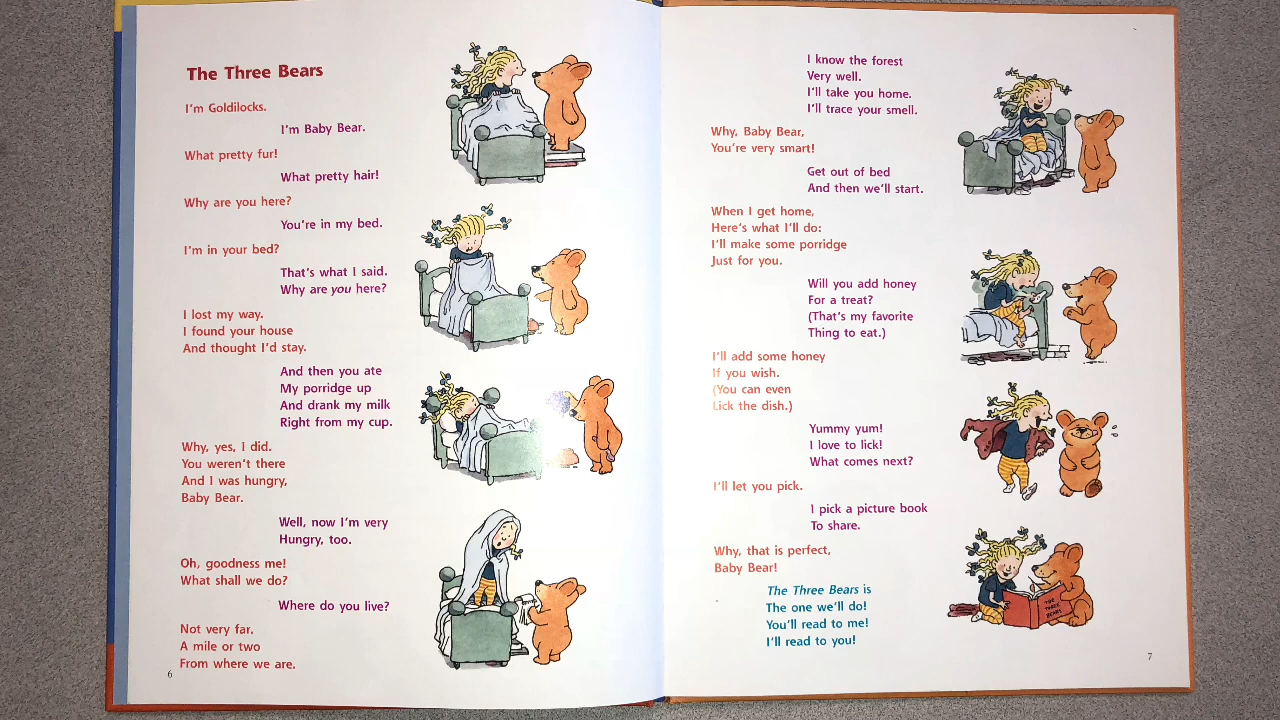 The Three Bears
I'm Goldilocks.
I'm Baby Bear.
What pretty fur!
What pretty hair!
Why are you here?
You're in my bed.
I'm in your bed?
That's what I said.
Why are you here?
I lost my way.
I found your house
And thought I'd stay.
And then you ate
My porridge up
And drank my milk
Right from my cup.
Why, yes, I did.
You weren't there
And I was hungry,
Baby Bear.
Well, now I'm very
Hungry, too.
Oh, goodness me!
What shall we do?
Where do you live?
Not very far.
A mile or two
From where we are.
6
I know the forest
Very well.
I'll take you home.
I'll trace your smell.
Why, Baby Bear,
You're very smart!
Get out of bed
And then we'll start.
When I get home,
Here's what I'll do:
I'll make some porridge
Just for you.
Will you add honey
For a treat?
(That's my favorite
Thing to eat.)
I'll add some honey
If you wish.
(You can even
Lick the dish.)
Yummy yum!
I love to lick!
What comes next?
I'll let you pick.
I pick a picture book
To share.
Why, that is perfect,
Baby Bear!
The Three Bears is
The one we'll do!
You'll read to me!
I'll read to you!
THE
THREE
BEARS
7